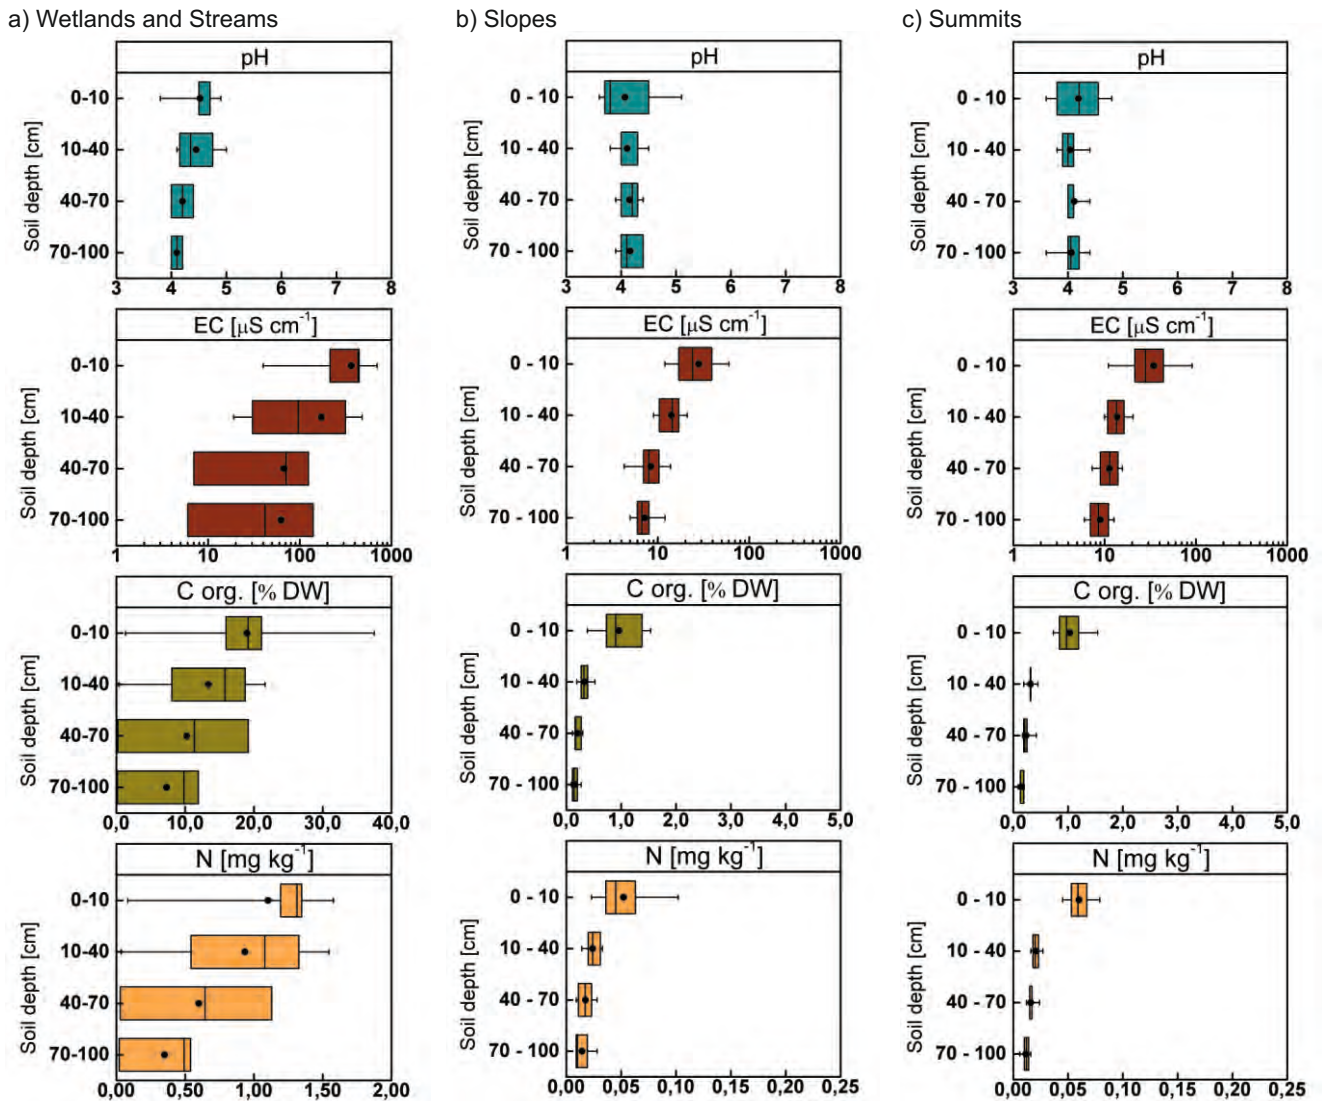 a) Wetlands and Streams
pH
Soil depth [cm]
0-10
10-40
40-70
70-100
3 4 5 6 7 8
EC [µS cm⁻¹]
Soil depth [cm]
0-10
10-40
40-70
70-100
1 10 100 1000
C org. [% DW]
Soil depth [cm]
0-10
10-40
40-70
70-100
0,0 10,0 20,0 30,0 40,0
N [mg kg⁻¹]
Soil depth [cm]
0-10
10-40
40-70
70-100
0,00 0,50 1,00 1,50 2,00
b) Slopes
pH
Soil depth [cm]
0 - 10
10 - 40
40 - 70
70 - 100
3 4 5 6 7 8
EC [µS cm⁻¹]
Soil depth [cm]
0 - 10
10 - 40
40 - 70
70 - 100
1 10 100 1000
C org. [% DW]
Soil depth [cm]
0 - 10
10 - 40
40 - 70
70 - 100
0,0 1,0 2,0 3,0 4,0 5,0
N [mg kg⁻¹]
Soil depth [cm]
0 - 10
10 - 40
40 - 70
70 - 100
0,00 0,05 0,10 0,15 0,20 0,25
c) Summits
pH
Soil depth [cm]
0 - 10
10 - 40
40 - 70
70 - 100
3 4 5 6 7 8
EC [µS cm⁻¹]
Soil depth [cm]
0 - 10
10 - 40
40 - 70
70 - 100
1 10 100 1000
C org. [% DW]
Soil depth [cm]
0 - 10
10 - 40
40 - 70
70 - 100
0,0 1,0 2,0 3,0 4,0 5,0
N [mg kg⁻¹]
Soil depth [cm]
0 - 10
10 - 40
40 - 70
70 - 100
0,00 0,05 0,10 0,15 0,20 0,25